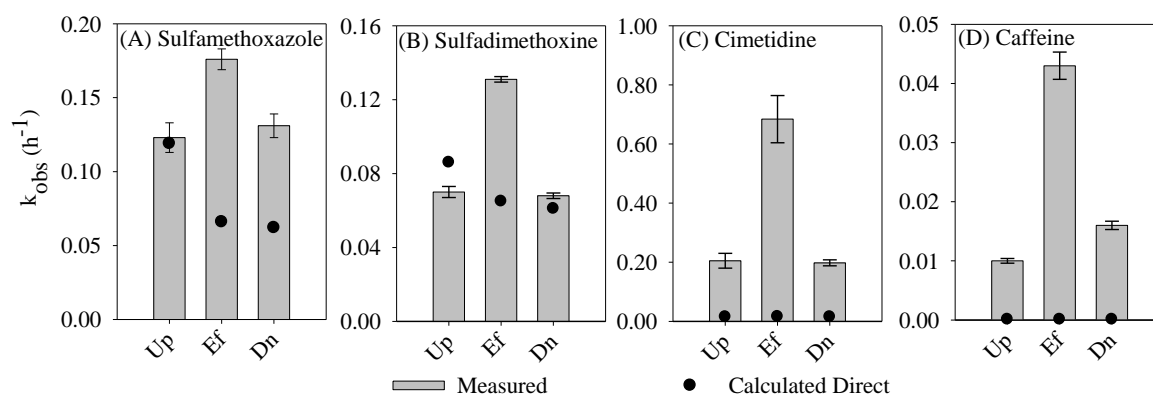 (A) Sulfamethoxazole
(B) Sulfadimethoxine
(C) Cimetidine
(D) Caffeine
k_obs (h^-1)
0.20
0.15
0.10
0.05
0.00
0.16
0.12
0.08
0.04
0.00
1.00
0.80
0.60
0.40
0.20
0.00
0.05
0.04
0.03
0.02
0.01
0.00
Up Ef Dn
Up Ef Dn
Up Ef Dn
Up Ef Dn
Measured
Calculated Direct